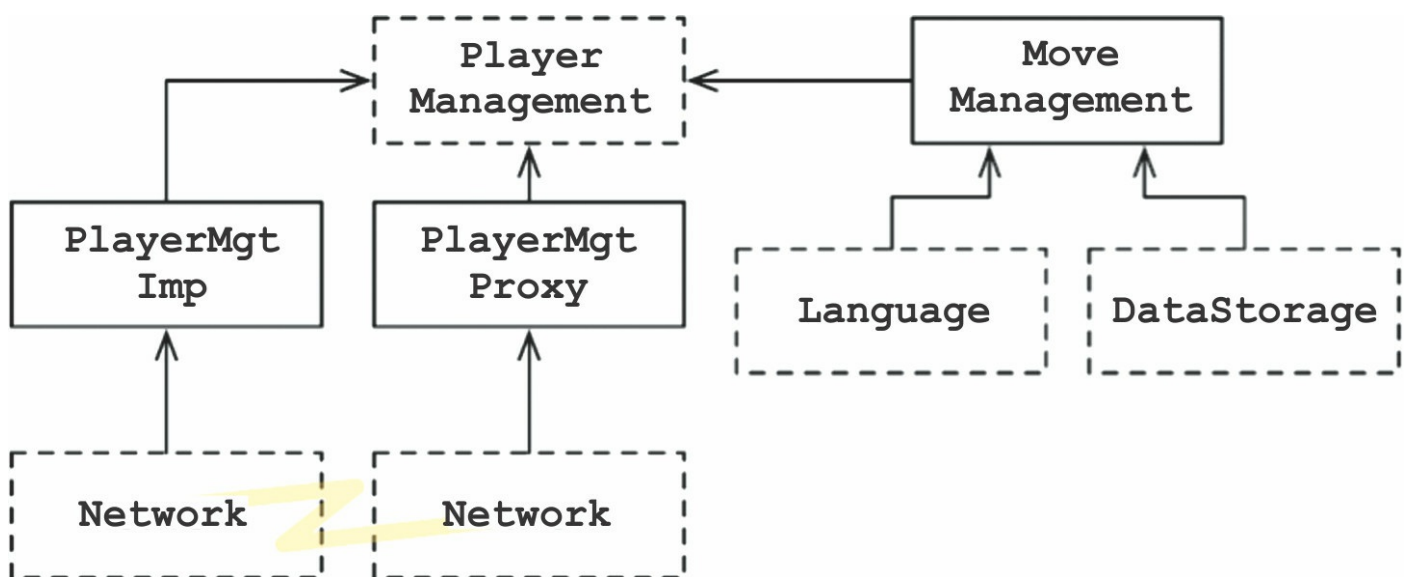 Player
Management
Move
Management
PlayerMgt
Imp
PlayerMgt
Proxy
Language
DataStorage
Network
Network